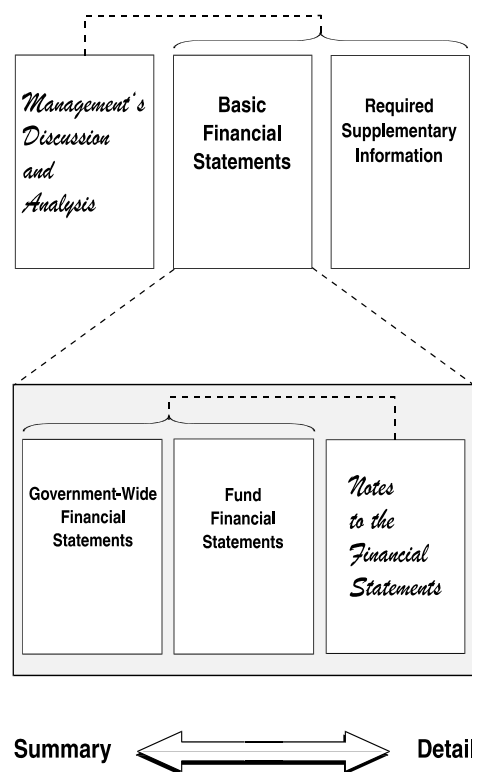 Management's
Discussion
and
Analysis
Basic
Financial
Statements
Required
Supplementary
Information
Government-Wide
Financial
Statements
Fund
Financial
Statements
Notes
to the
Financial
Statements
Summary
Detail